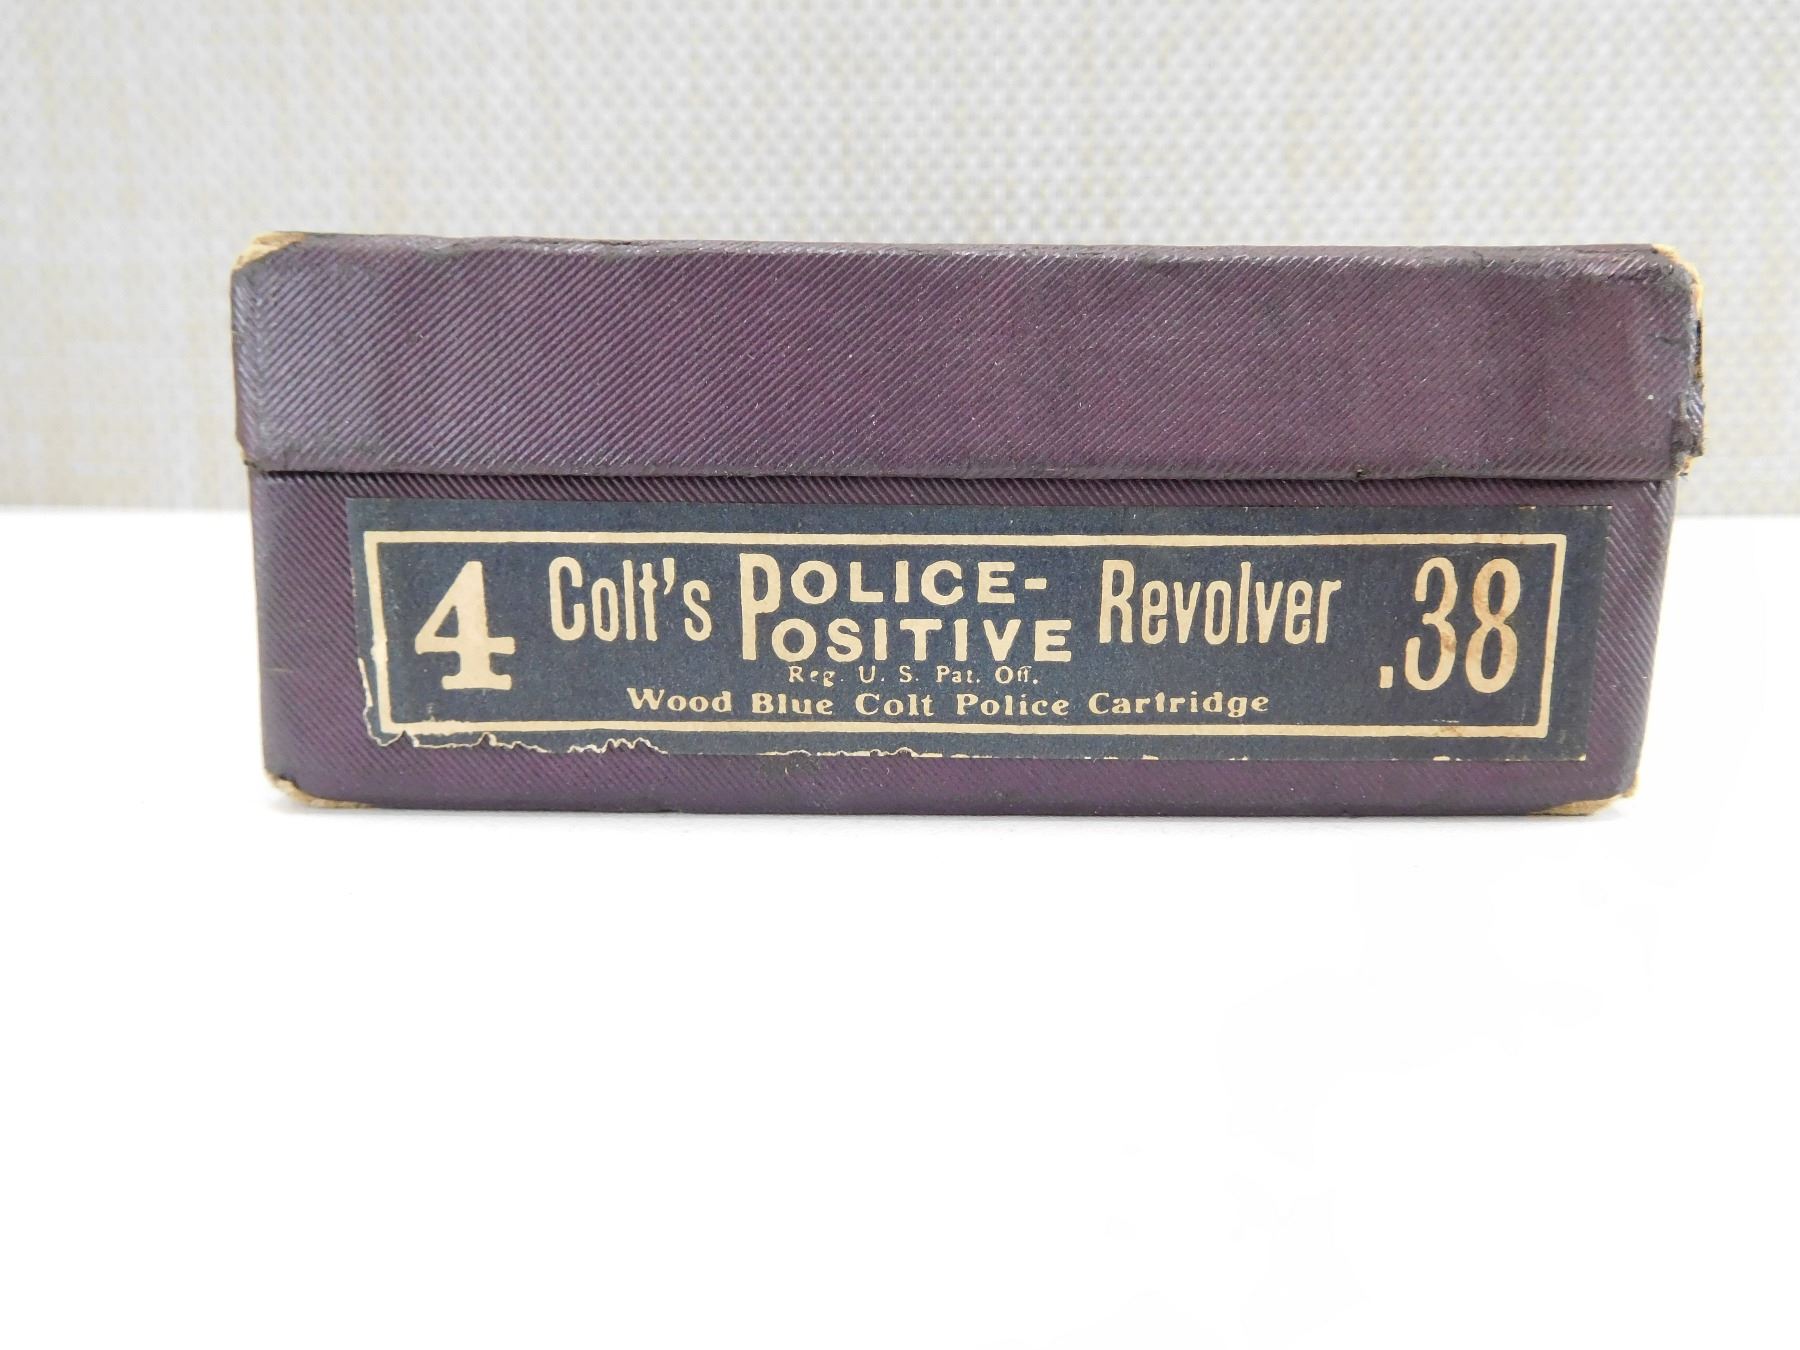 4 Colt's POLICE-POSITIVE Revolver .38
Reg. U. S. Pat. Off.
Wood Blue Colt Police Cartridge